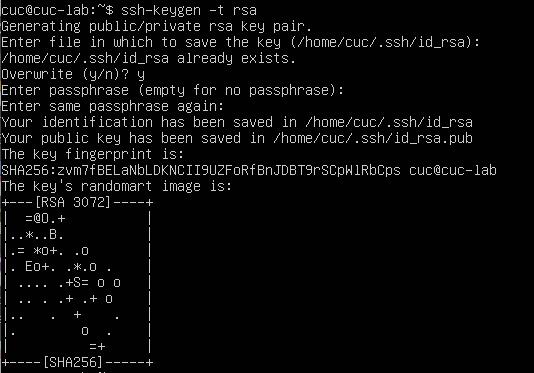 cuc@cuc-lab:~$ ssh-keygen -t rsa
Generating public/private rsa key pair.
Enter file in which to save the key (/home/cuc/.ssh/id_rsa):
/home/cuc/.ssh/id_rsa already exists.
Overwrite (y/n)? y
Enter passphrase (empty for no passphrase):
Enter same passphrase again:
Your identification has been saved in /home/cuc/.ssh/id_rsa
Your public key has been saved in /home/cuc/.ssh/id_rsa.pub
The key fingerprint is:
SHA256:zvm7fBELaNbLDKNCII9UZFoRfBnJDBT9rSCpWlRbCps cuc@cuc-lab
The key's randomart image is:
+---[RSA 3072]----+
|  =@O.+          |
|..*..B.          |
|.= *o+. .o       |
|. Eo+. .*.o .    |
| .... .+S= o o   |
| .. . .+ .+ o    |
|..   .  +    .   |
|.        o  .    |
|          =+     |
+----[SHA256]-----+